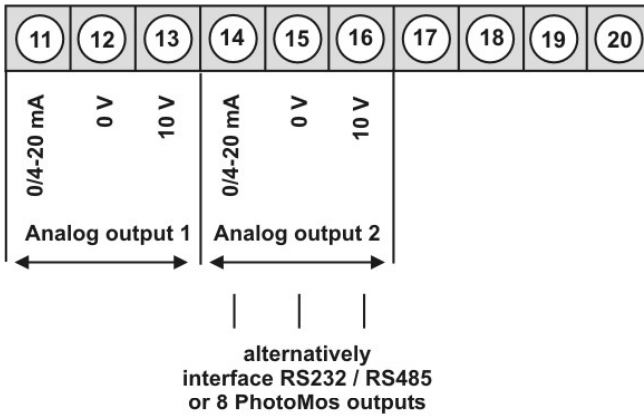 11 12 13 14 15 16 17 18 19 20
0/4-20 mA
0 V
10 V
0/4-20 mA
0 V
10 V
Analog output 1
Analog output 2
alternatively
interface RS232 / RS485
or 8 PhotoMos outputs